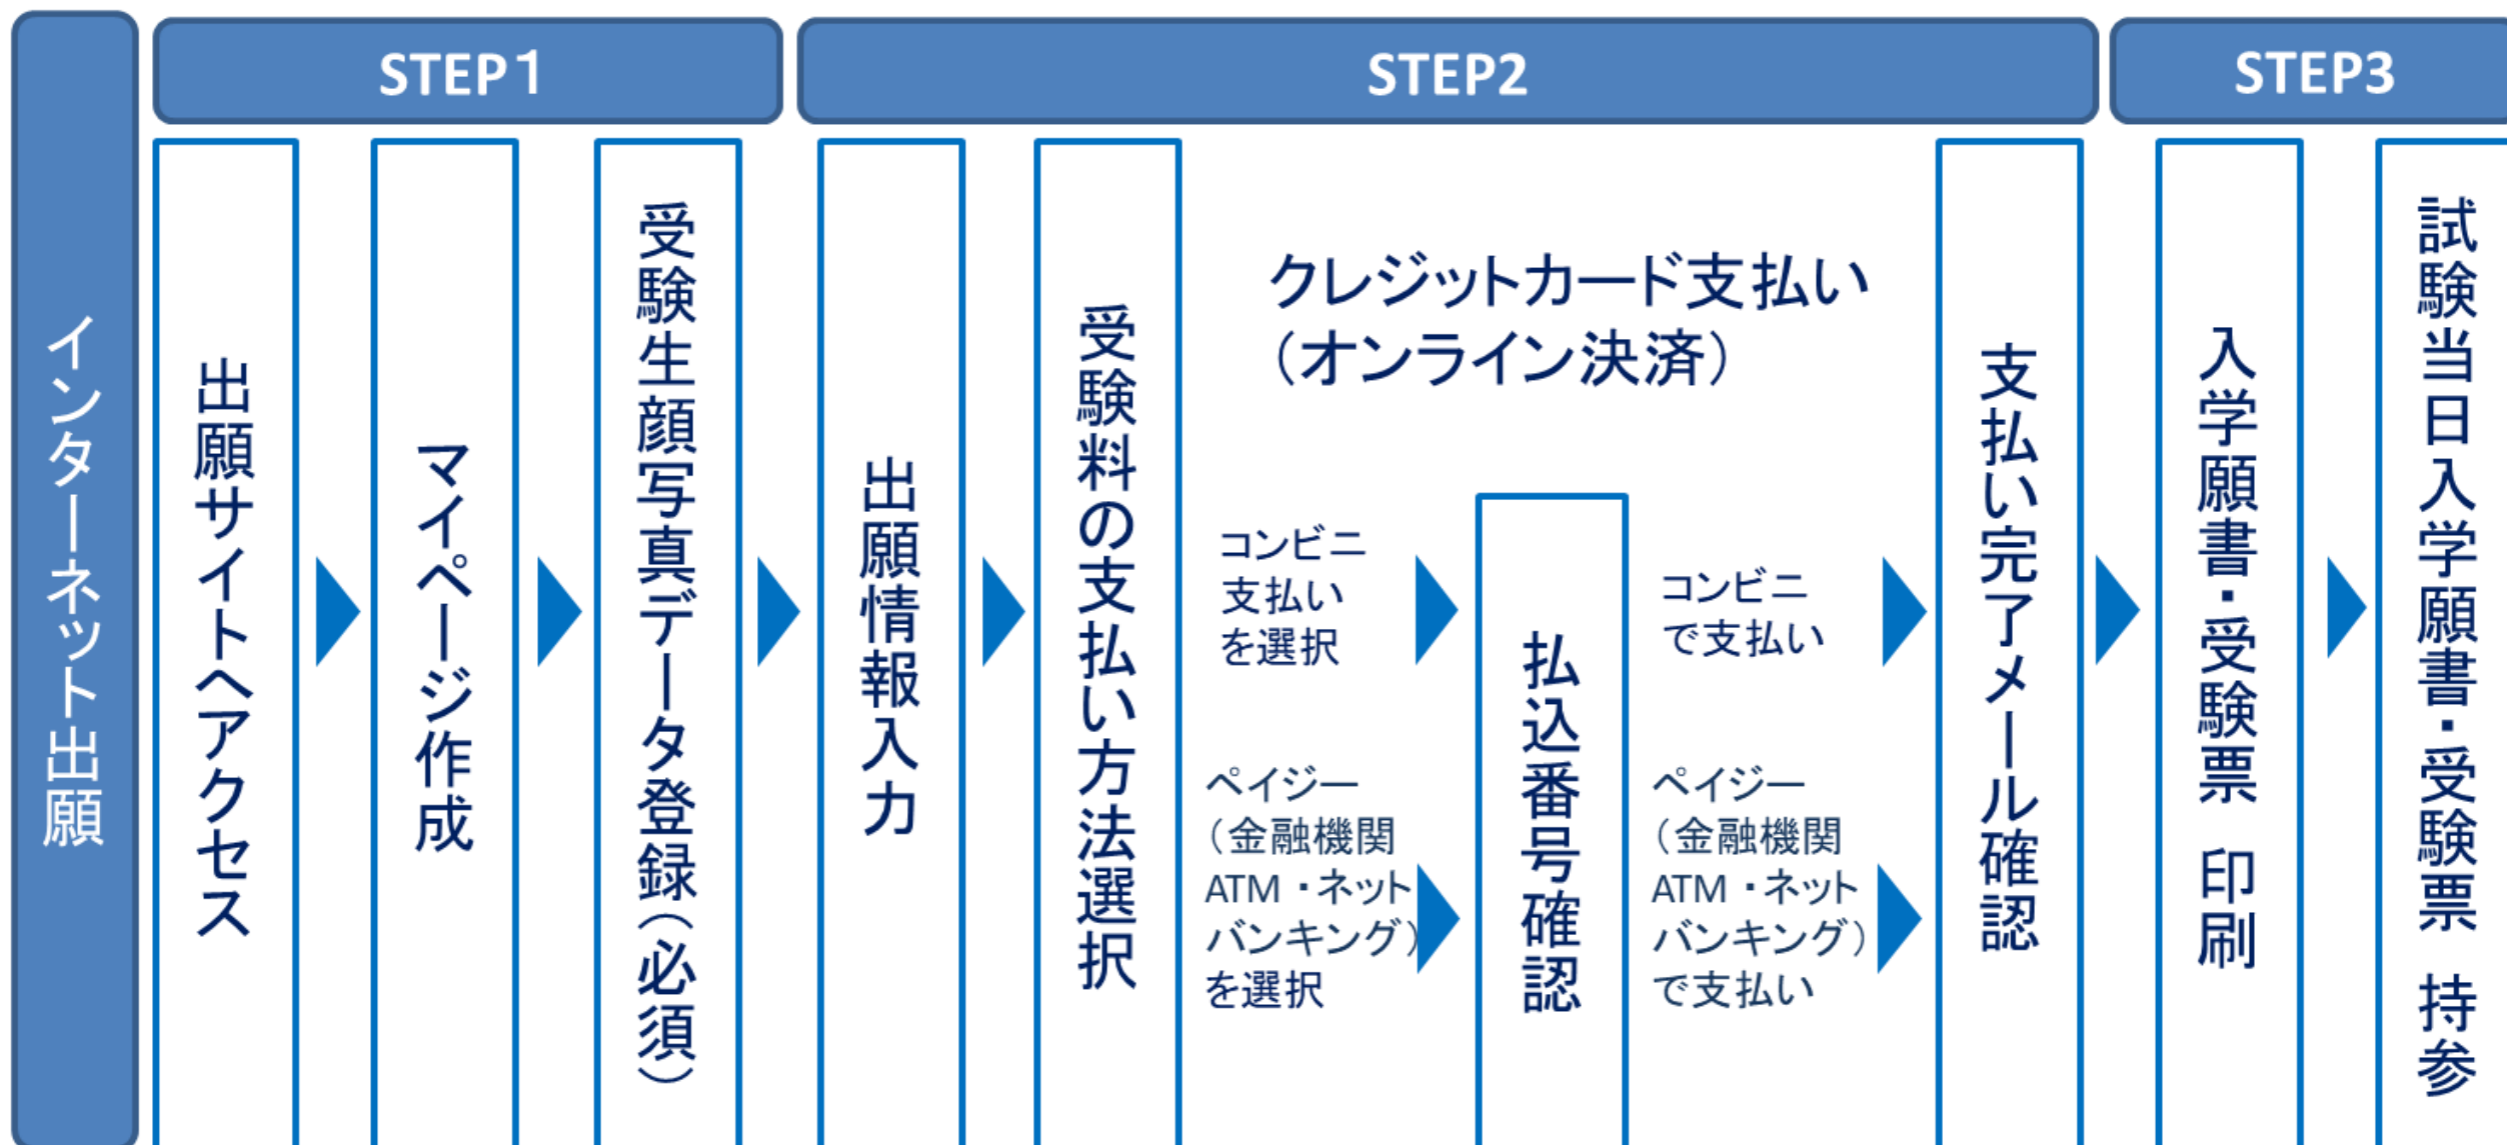 インターネット出願
STEP1
出願サイトへアクセス
マイページ作成
受験生顔写真データ登録(必須)
STEP2
出願情報入力
受験料の支払い方法選択
クレジットカード支払い
(オンライン決済)
コンビニ
支払い
を選択
ペイジー
(金融機関
ATM・ネット
バンキング)
を選択
払込番号確認
コンビニ
で支払い
ペイジー
(金融機関
ATM・ネット
バンキング)
で支払い
支払い完了メール確認
STEP3
入学願書・受験票 印刷
試験当日入学願書・受験票 持参